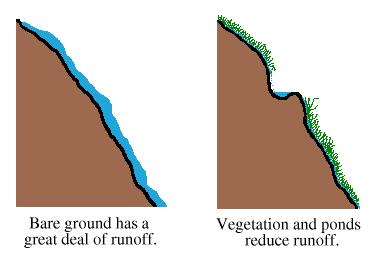 Bare ground has a
great deal of runoff.
Vegetation and ponds
reduce runoff.